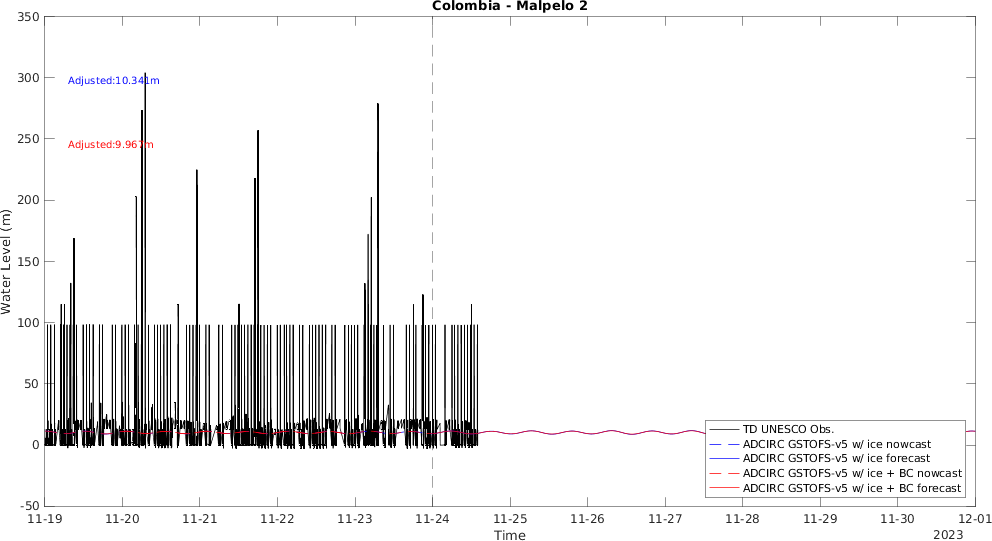 Colombia - Malpelo 2
350
300
250
200
150
100
50
0
-50
Water Level (m)
Adjusted:10.341m
Adjusted:9.967m
TD UNESCO Obs.
ADCIRC GSTOFS-v5 w/ ice nowcast
ADCIRC GSTOFS-v5 w/ ice forecast
ADCIRC GSTOFS-v5 w/ ice + BC nowcast
ADCIRC GSTOFS-v5 w/ ice + BC forecast
11-19 11-20 11-21 11-22 11-23 11-24 11-25 11-26 11-27 11-28 11-29 11-30 12-01
Time
2023